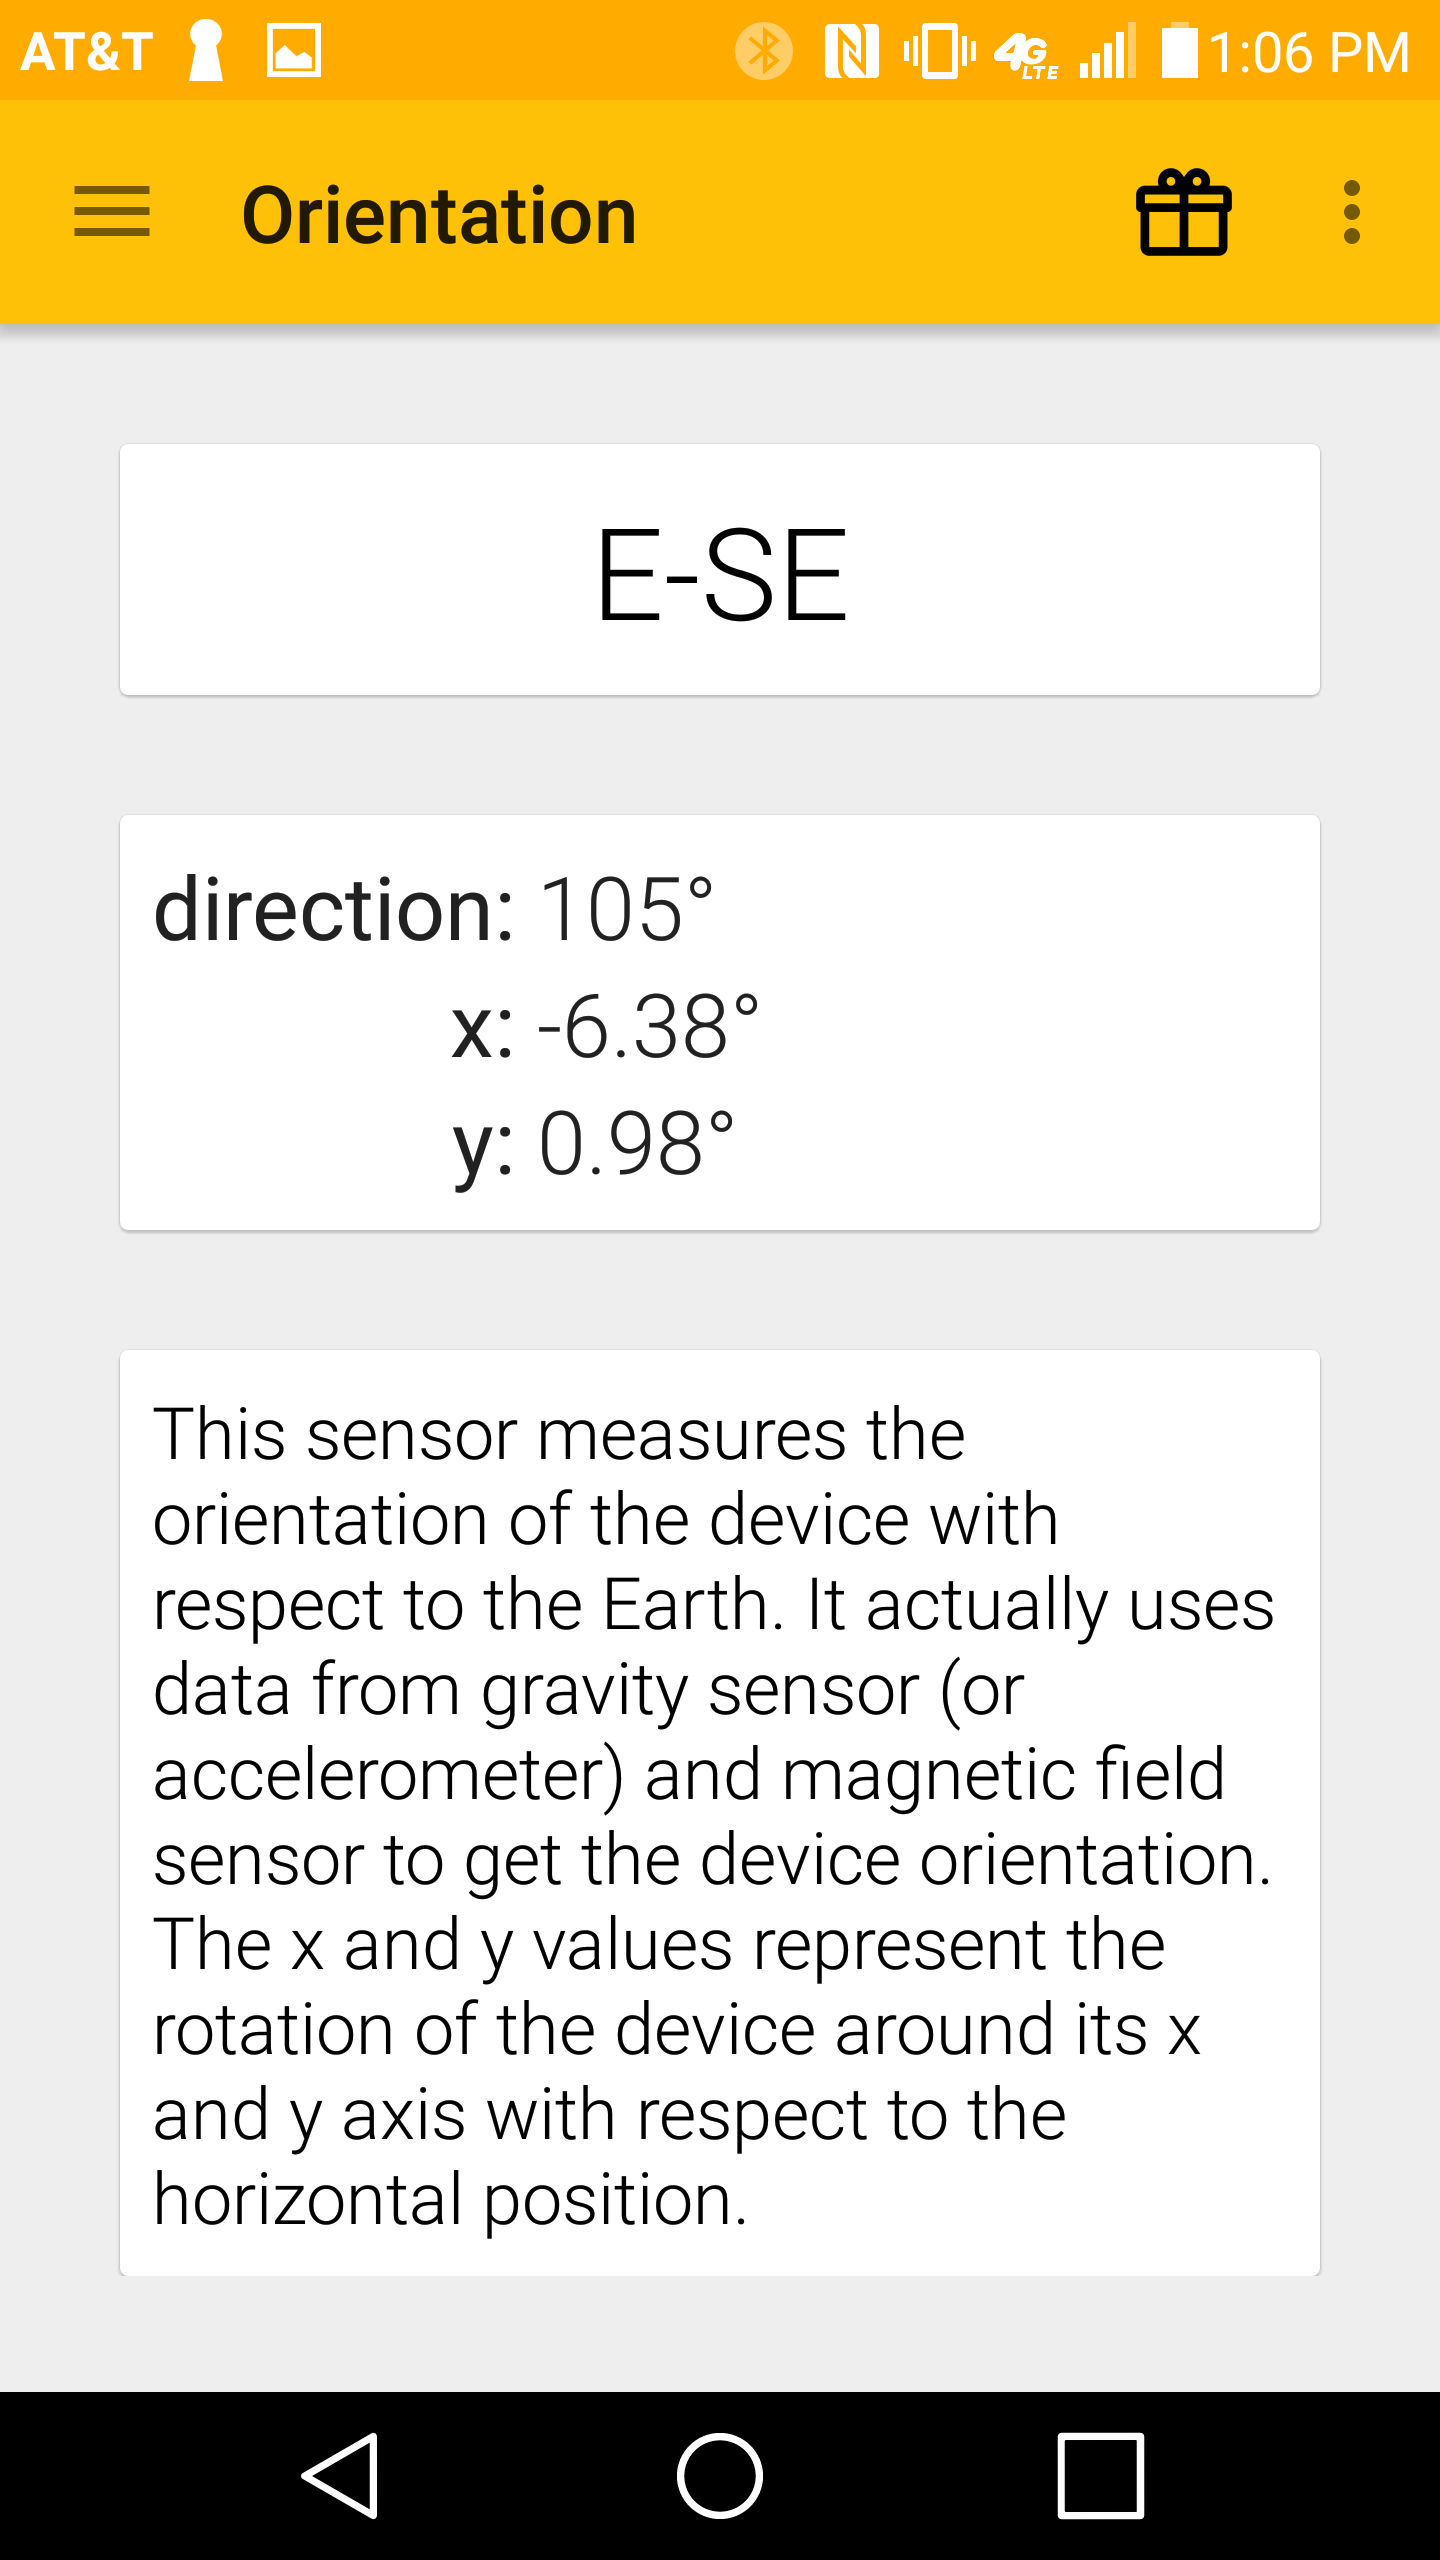 AT&T 4G LTE 1:06 PM
Orientation
E-SE
direction: 105°
x: -6.38°
y: 0.98°
This sensor measures the
orientation of the device with
respect to the Earth. It actually uses
data from gravity sensor (or
accelerometer) and magnetic field
sensor to get the device orientation.
The x and y values represent the
rotation of the device around its x
and y axis with respect to the
horizontal position.